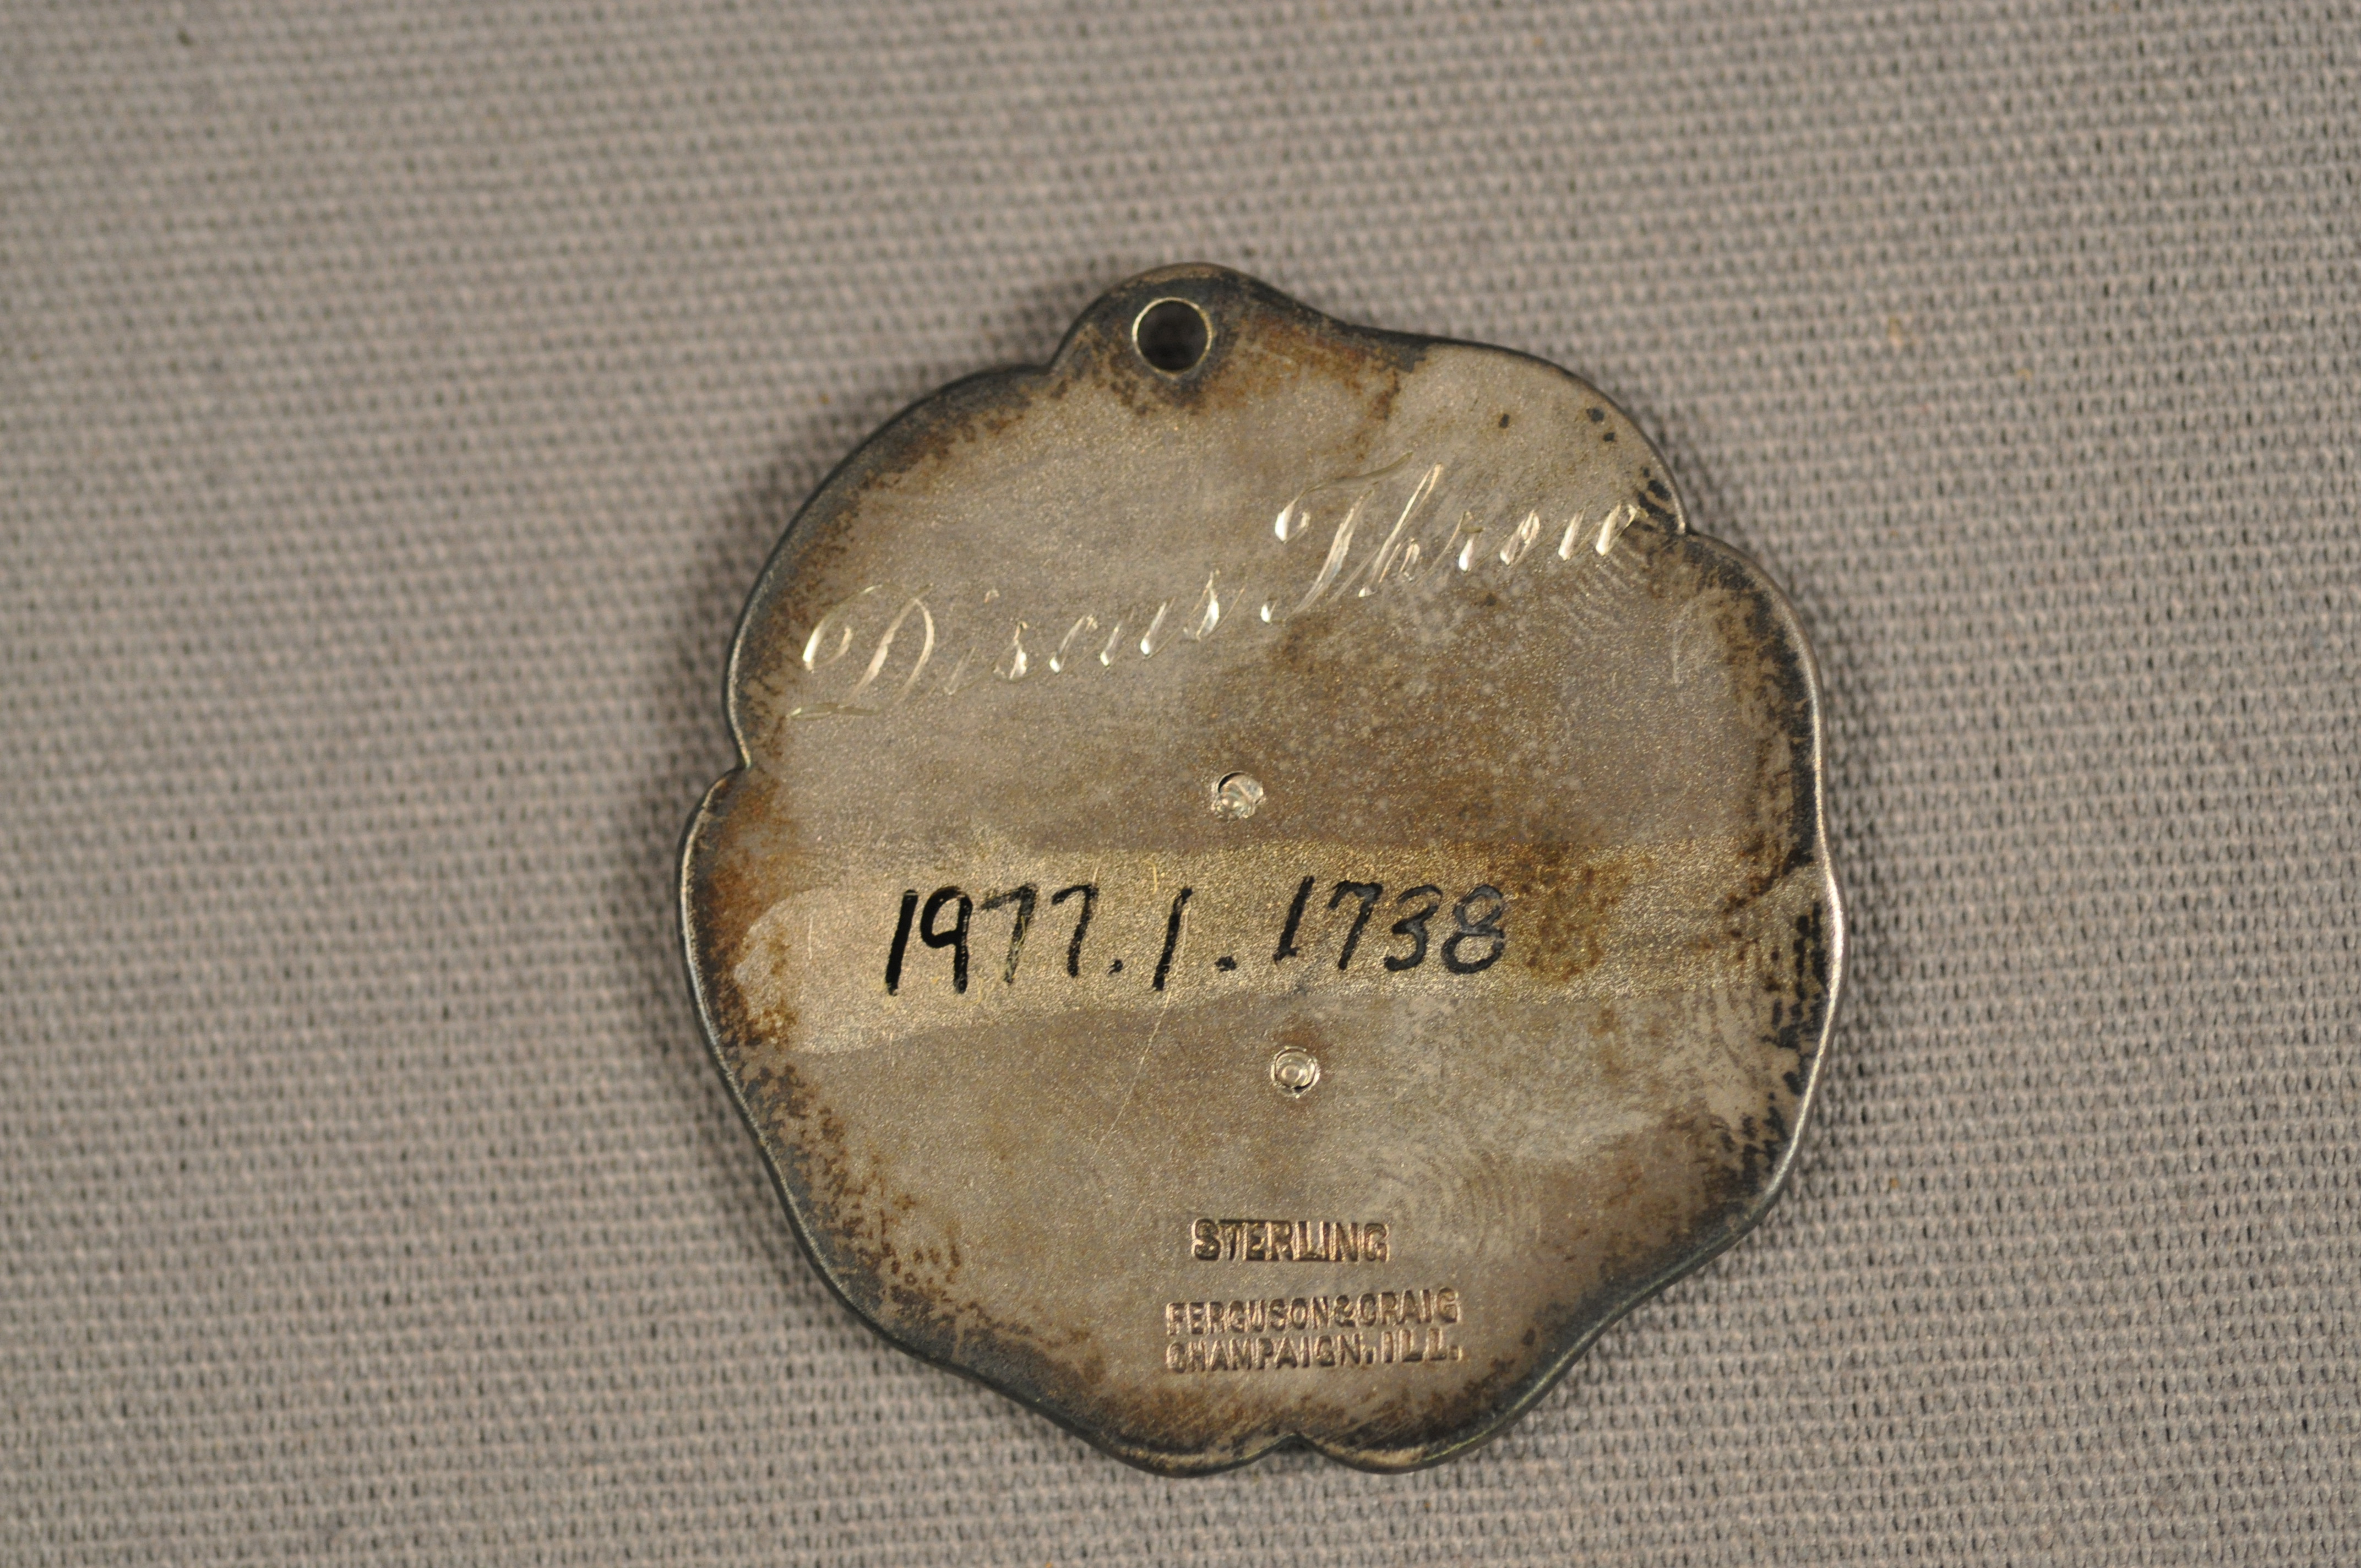 Discus Throw
1977.1.1738
STERLING
FERGUSON & CRAIG
CHAMPAIGN, ILL.